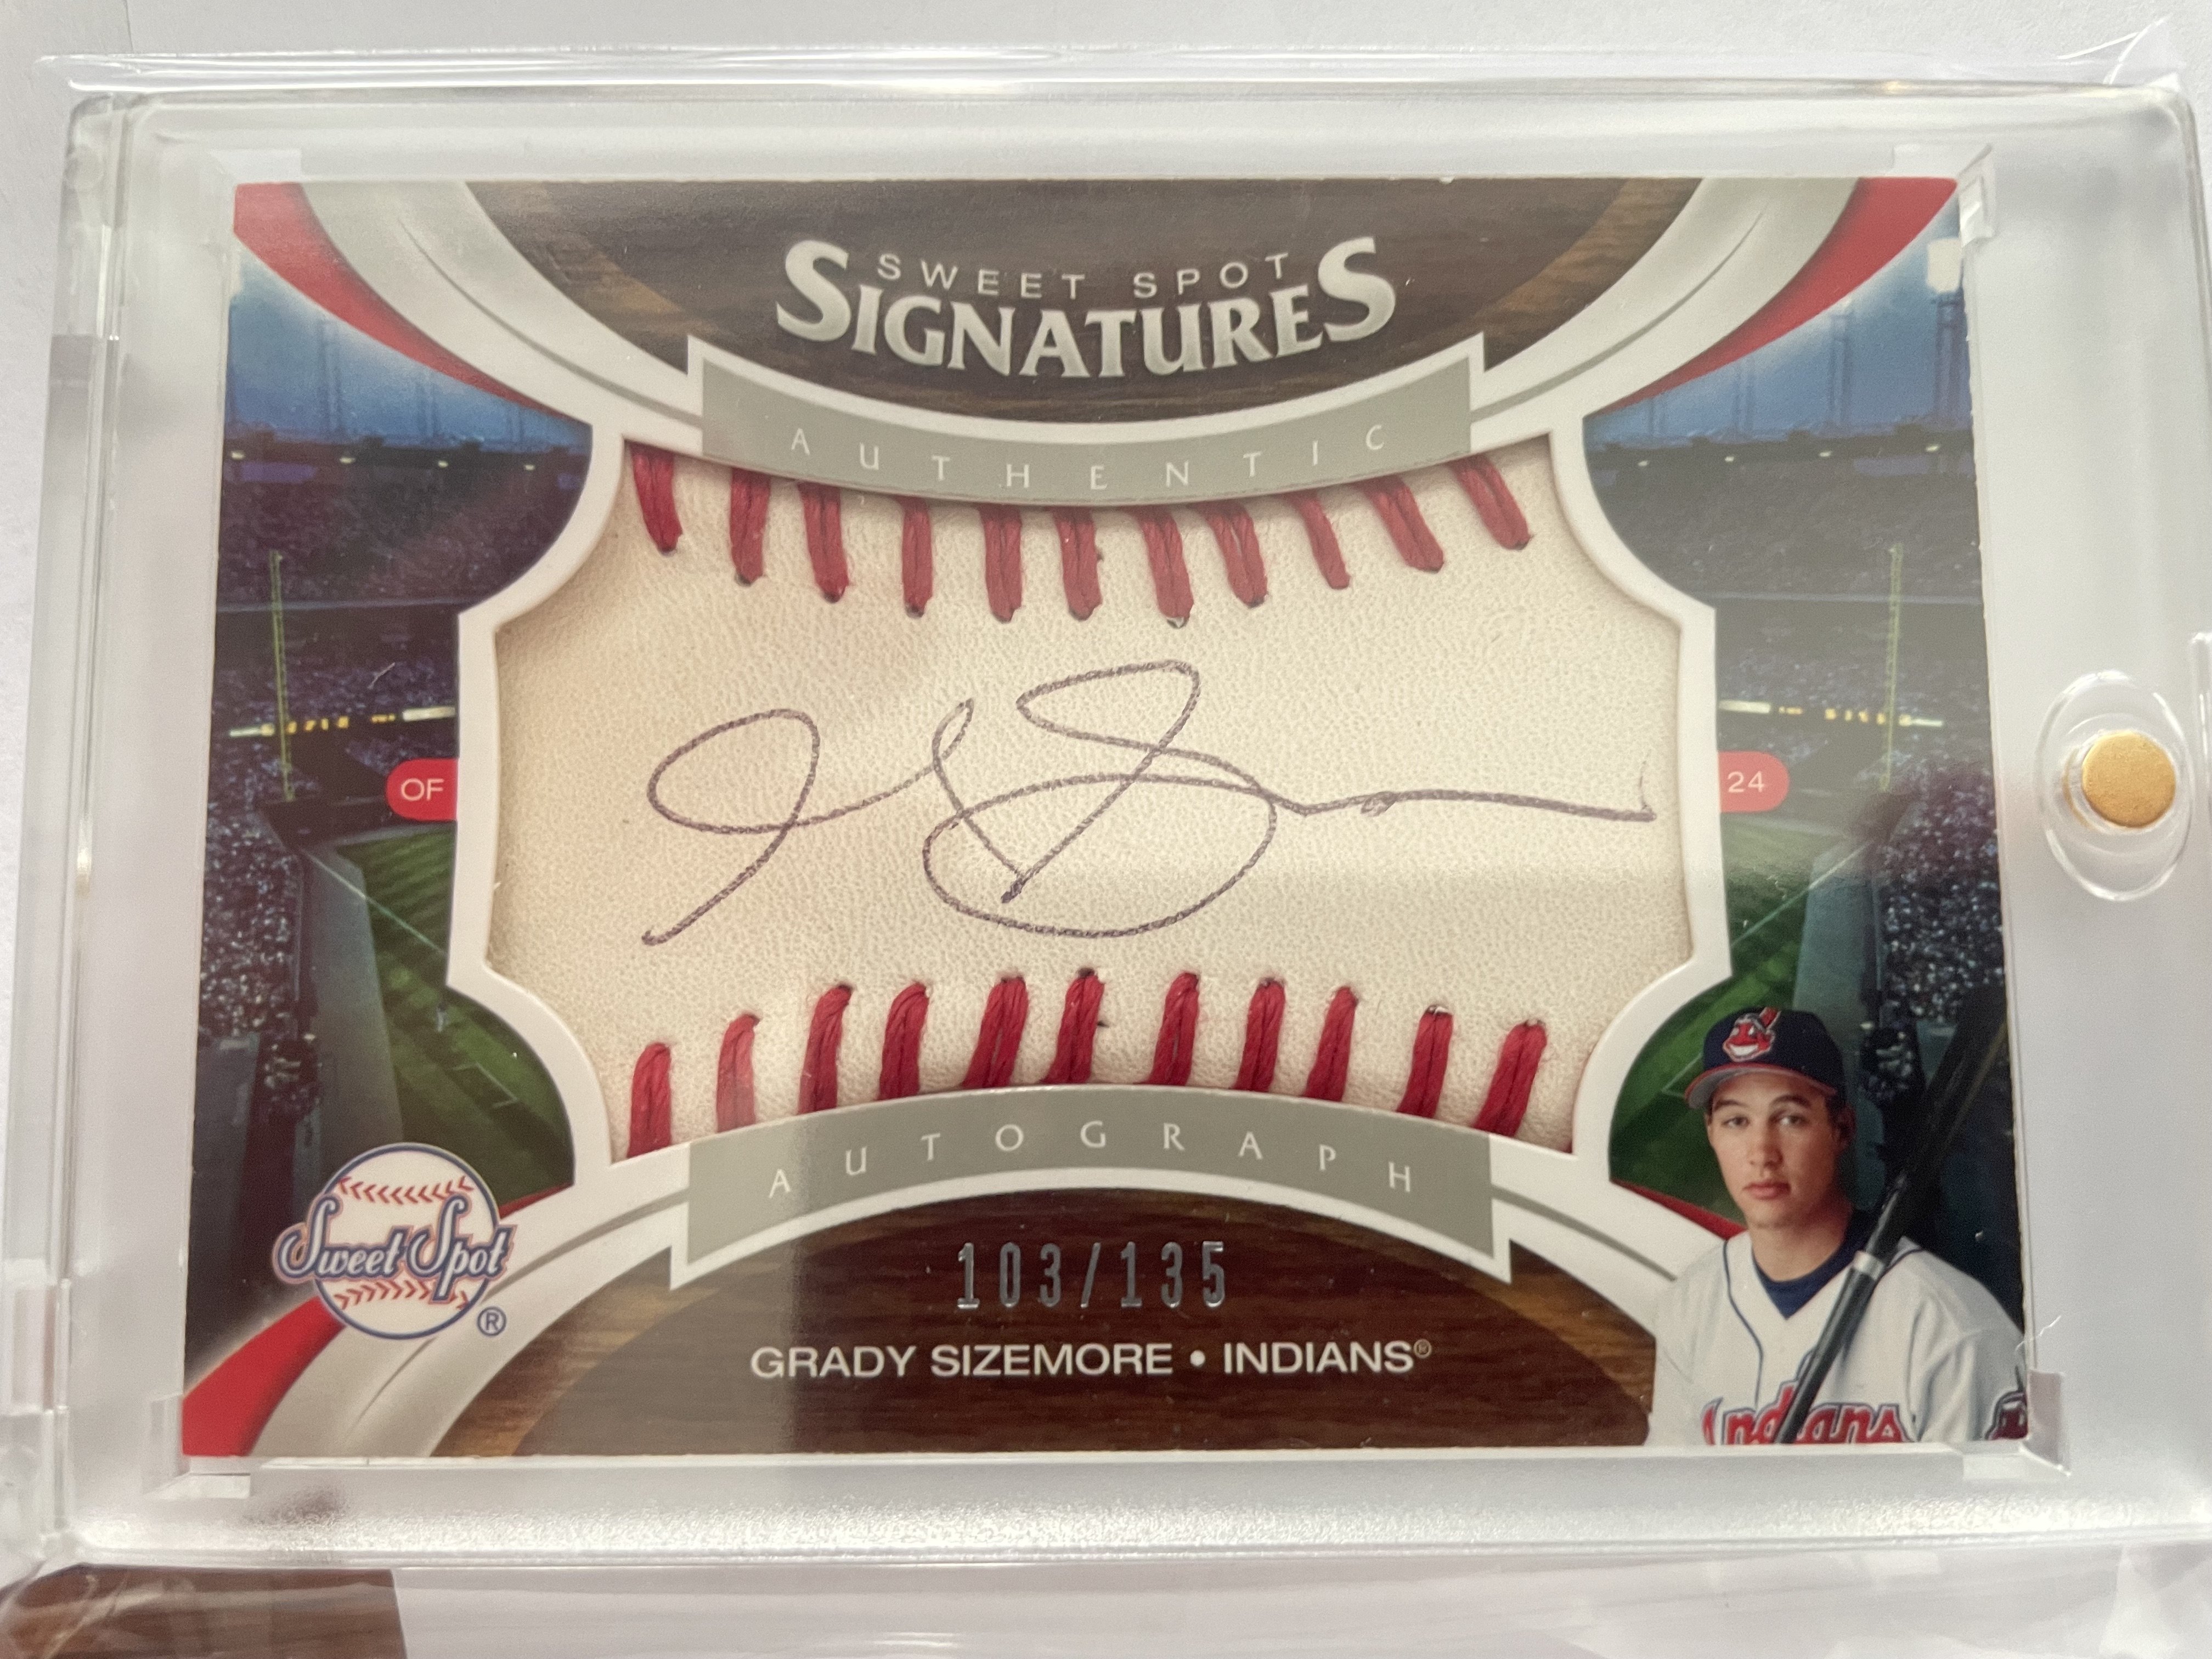 SWEET SPOT
SIGNATURES
AUTHENTIC
OF
24
AUTOGRAPH
Sweet Spot®
103/135
GRADY SIZEMORE • INDIANS®
Indians